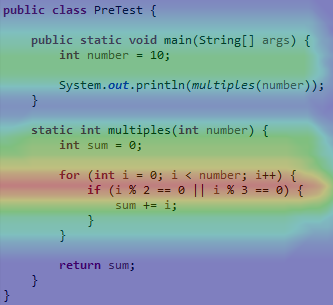 public class PreTest {
public static void main(String[] args) {
int number = 10;
System.out.println(multiples(number));
}
static int multiples(int number) {
int sum = 0;
for (int i = 0; i < number; i++) {
if (i % 2 == 0 || i % 3 == 0) {
sum += i;
}
}
return sum;
}
}